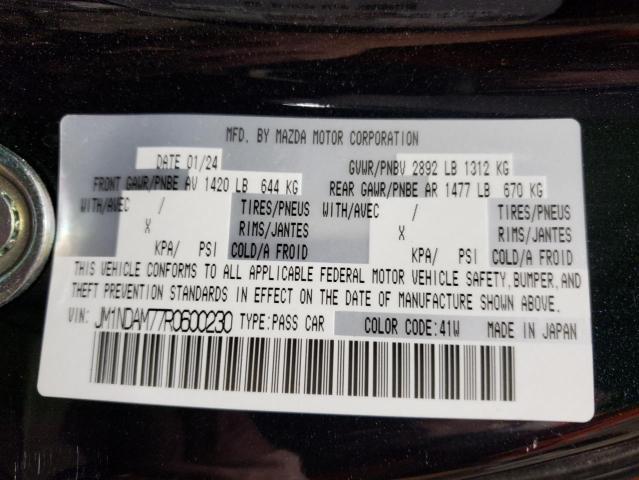 MFD. BY MAZDA MOTOR CORPORATION
DATE 01/24 GVWR/PNBV 2892 LB 1312 KG
FRONT GAWR/PNBE AV 1420 LB 644 KG REAR GAWR/PNBE AR 1477 LB 670 KG
WITH/AVEC / TIRES/PNEUS WITH/AVEC / TIRES/PNEUS
X RIMS/JANTES X RIMS/JANTES
KPA/ PSI COLD/A FROID KPA/ PSI COLD/A FROID
THIS VEHICLE CONFORMS TO ALL APPLICABLE FEDERAL MOTOR VEHICLE SAFETY, BUMPER, AND
THEFT PREVENTION STANDARDS IN EFFECT ON THE DATE OF MANUFACTURE SHOWN ABOVE.
VIN: JM1NDAM77R0600230 TYPE:PASS CAR COLOR CODE:41W MADE IN JAPAN